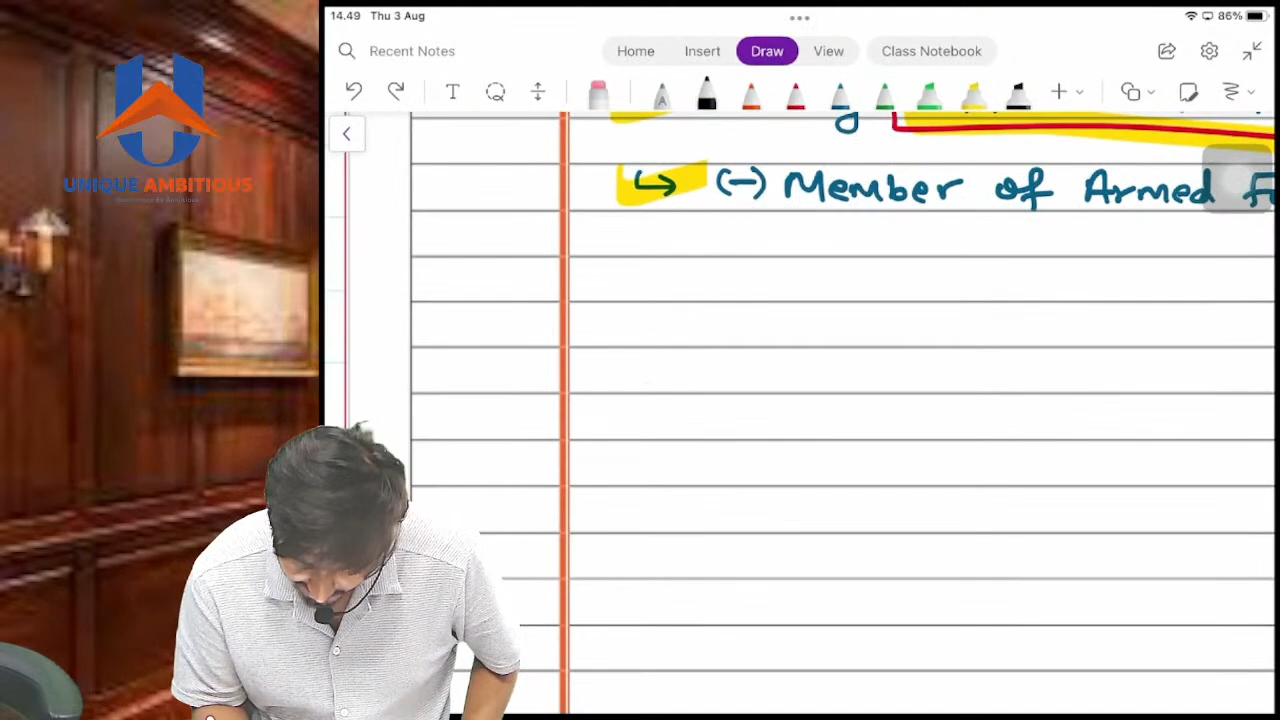 14.49 Thu 3 Aug
86%
Recent Notes
Home Insert Draw View Class Notebook
T
A
(-) Member of Armed
U
UNIQUE AMBITIOUS